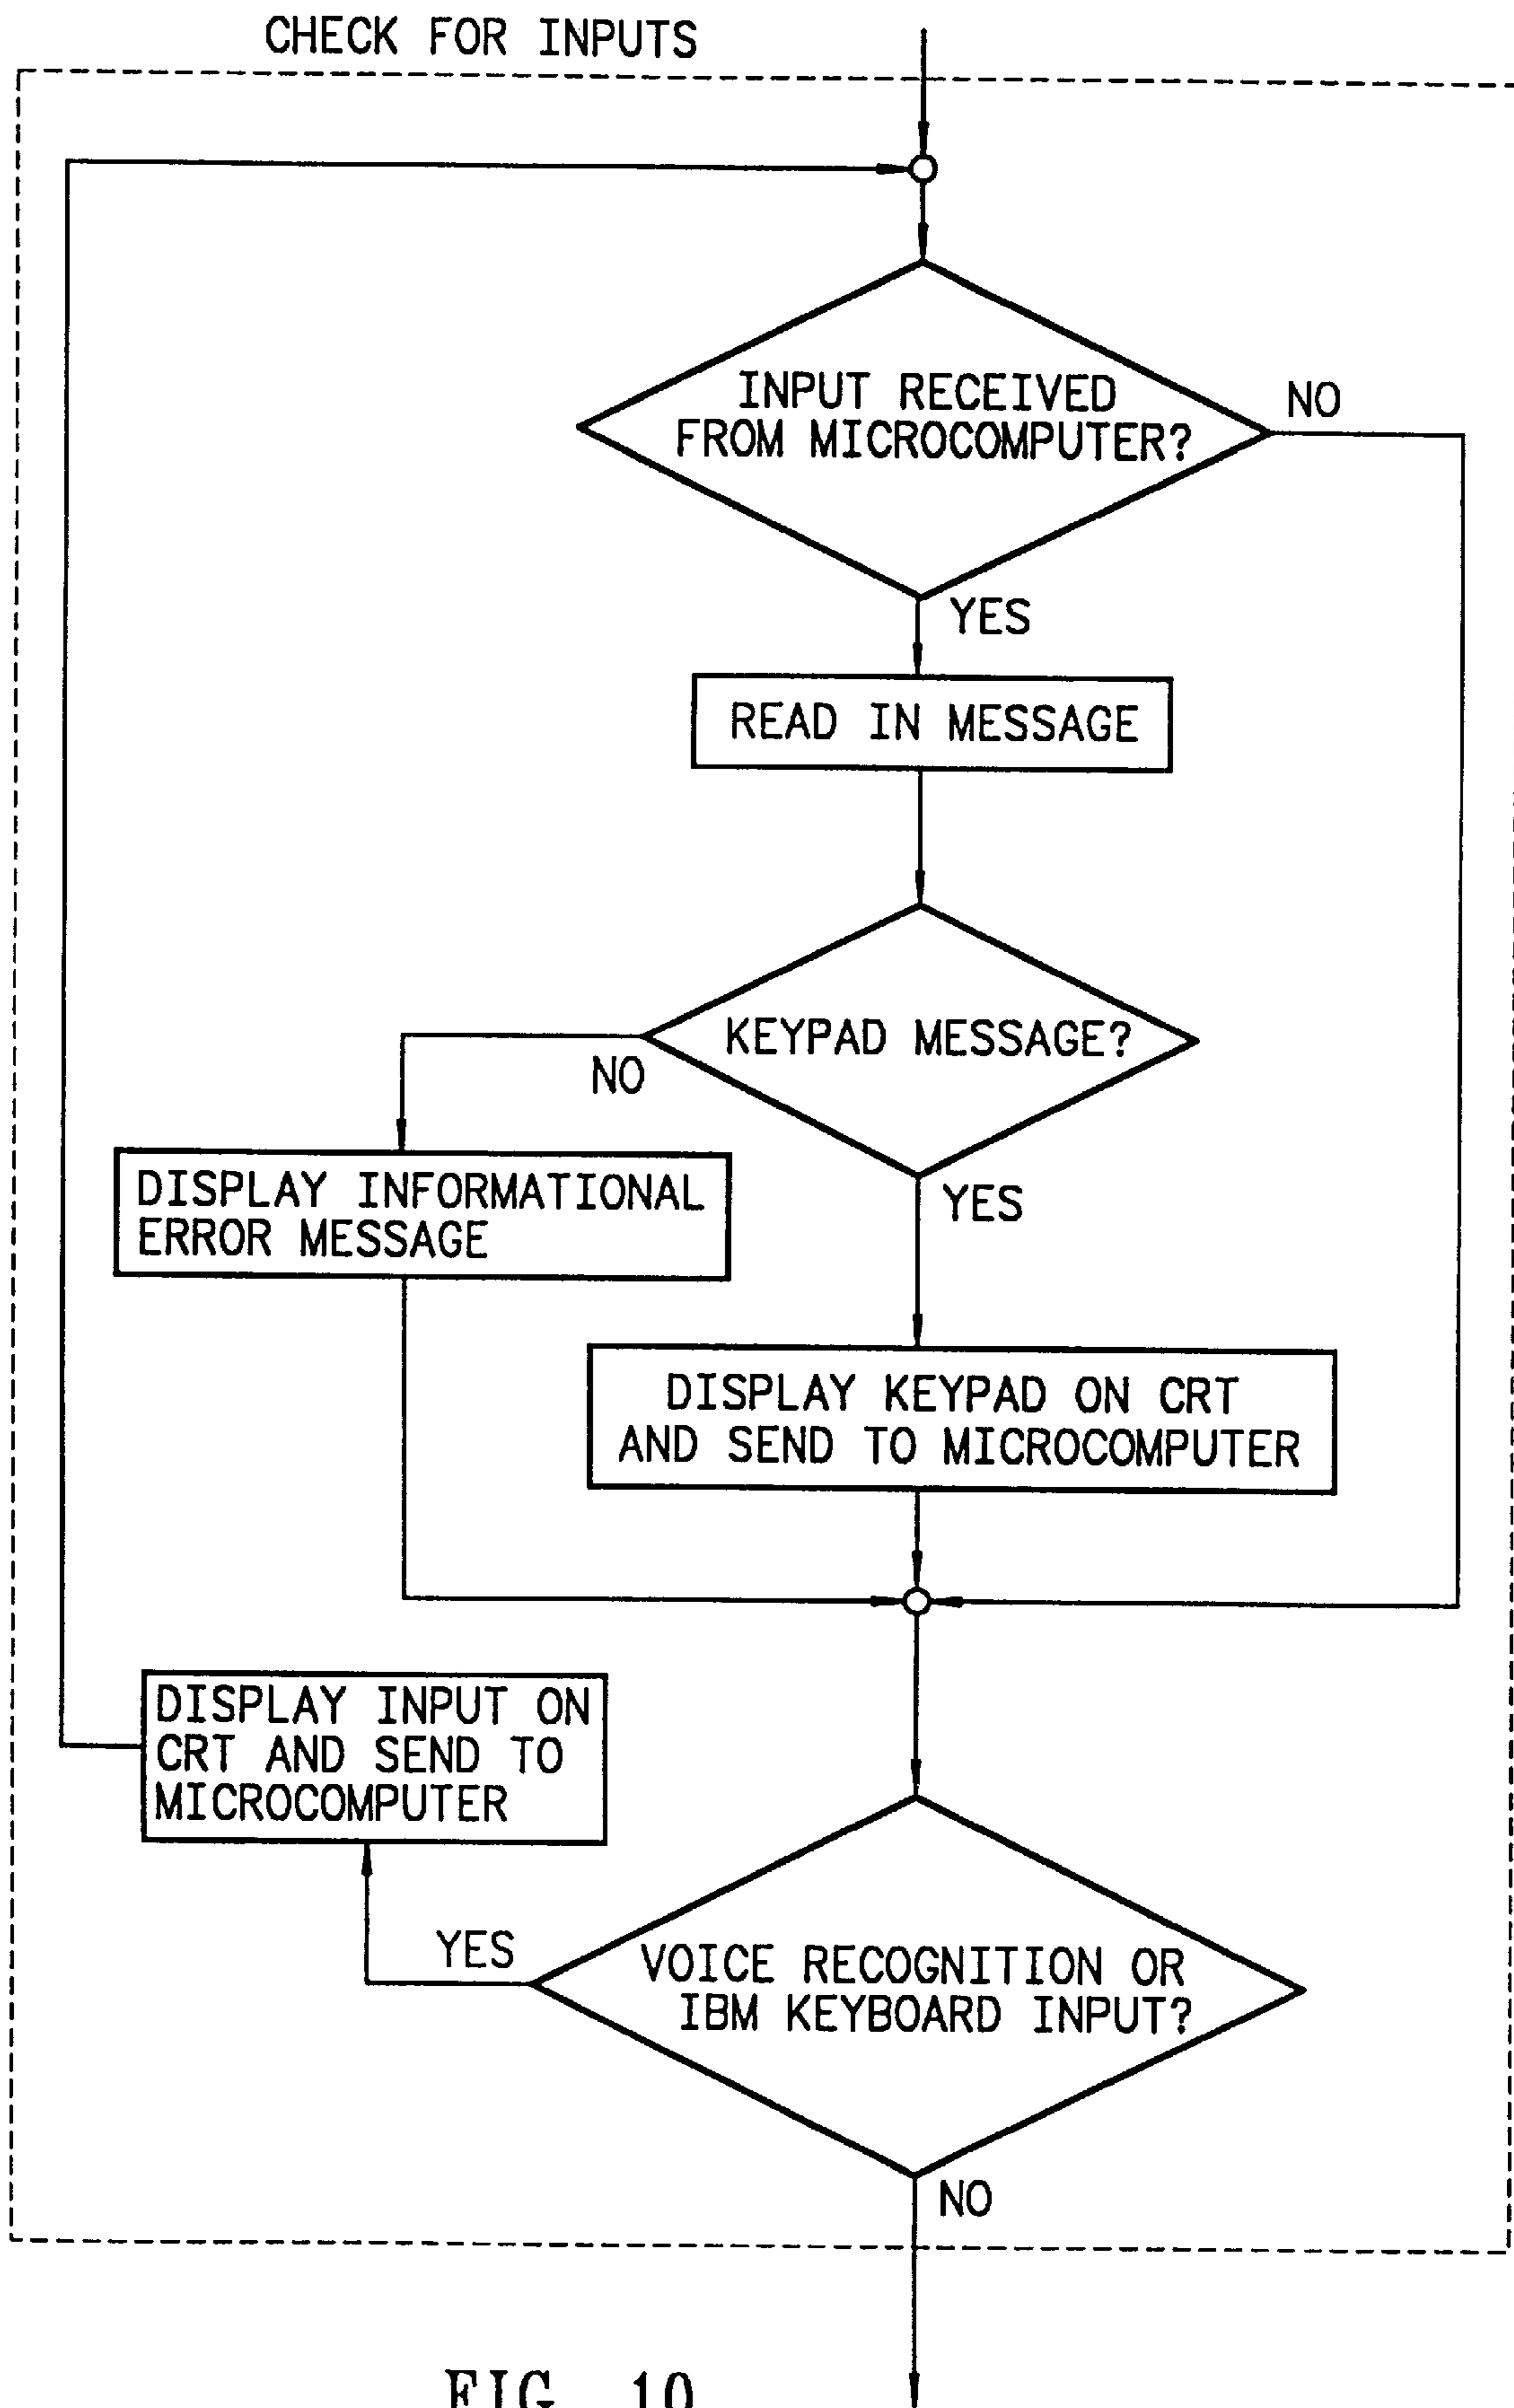 CHECK FOR INPUTS
INPUT RECEIVED
FROM MICROCOMPUTER?
NO
YES
READ IN MESSAGE
KEYPAD MESSAGE?
NO
YES
DISPLAY INFORMATIONAL
ERROR MESSAGE
DISPLAY KEYPAD ON CRT
AND SEND TO MICROCOMPUTER
DISPLAY INPUT ON
CRT AND SEND TO
MICROCOMPUTER
YES
VOICE RECOGNITION OR
IBM KEYBOARD INPUT?
NO
FIG. 10